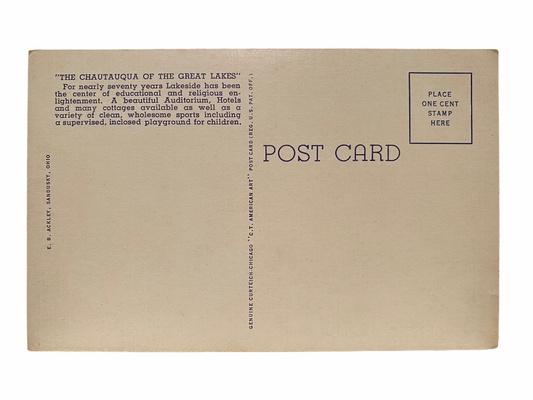 "THE CHAUTAUQUA OF THE GREAT LAKES"
For nearly seventy years Lakeside has been
the center of educational and religious en-
lightenment. A beautiful Auditorium, Hotels
and many cottages available as well as a
variety of clean, wholesome sports including
a supervised, inclosed playground for children.
E. B. ACKLEY, SANDUSKY, OHIO
GENUINE CURTEICH-CHICAGO "C.T. AMERICAN ART" POST CARD (REG. U.S. PAT. OFF.)
POST CARD
PLACE
ONE CENT
STAMP
HERE